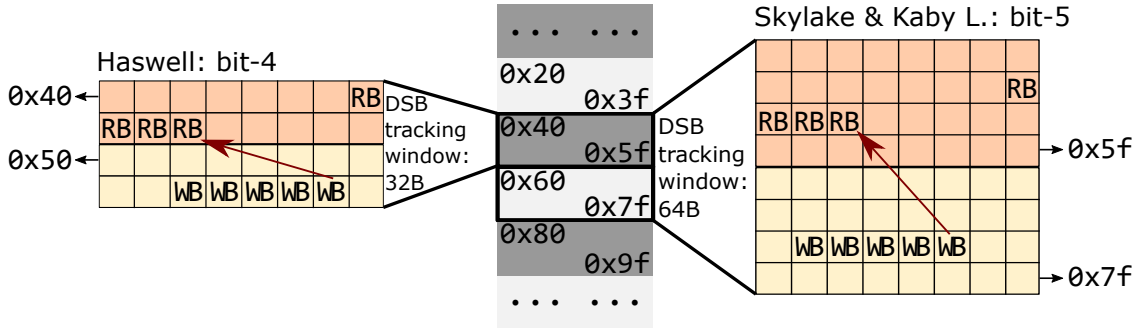 Haswell: bit-4
0x40
RB
RB RB RB
0x50
WB WB WB WB WB
DSB
tracking
window:
32B
... ...
0x20
0x3f
0x40
0x5f
0x60
0x7f
0x80
0x9f
... ...
DSB
tracking
window:
64B
Skylake & Kaby L.: bit-5
RB
RB RB RB
0x5f
WB WB WB WB WB
0x7f